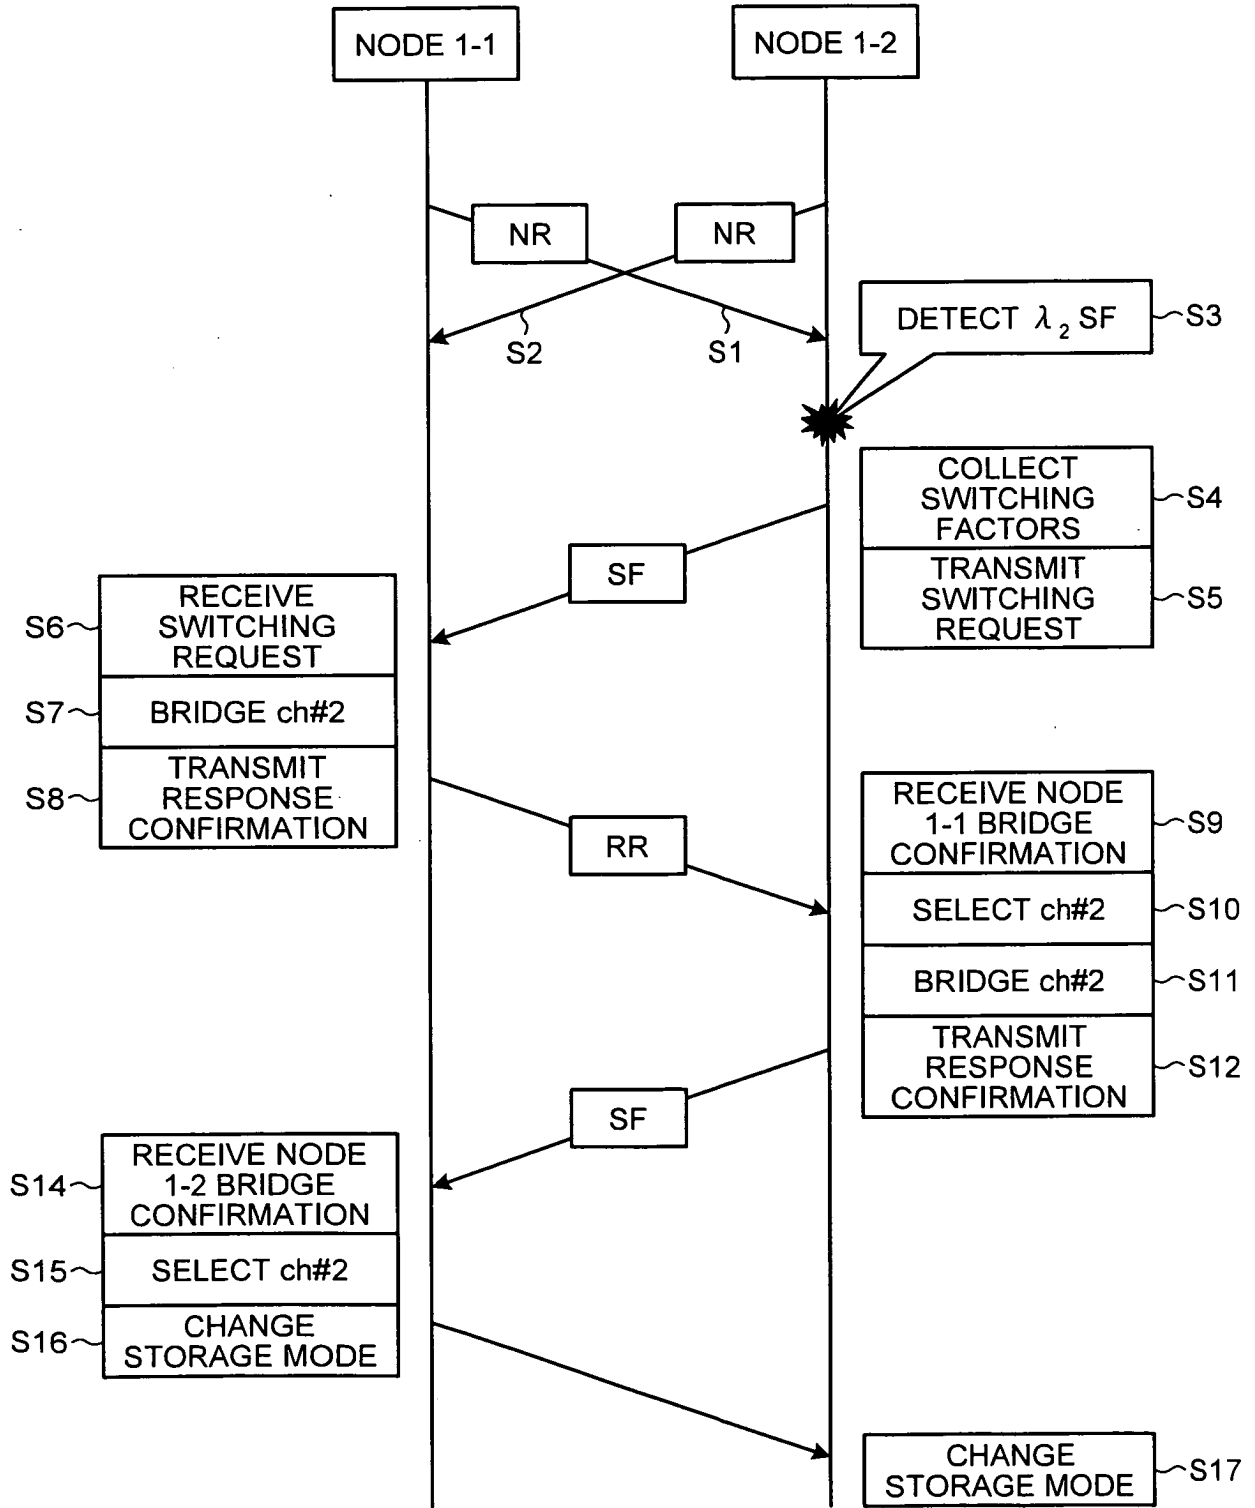 NODE 1-1
NODE 1-2
NR
NR
S2
S1
DETECT λ2 SF
S3
COLLECT
SWITCHING
FACTORS
S4
SF
TRANSMIT
SWITCHING
REQUEST
S5
S6
RECEIVE
SWITCHING
REQUEST
S7
BRIDGE ch#2
S8
TRANSMIT
RESPONSE
CONFIRMATION
RR
RECEIVE NODE
1-1 BRIDGE
CONFIRMATION
S9
SELECT ch#2
S10
BRIDGE ch#2
S11
TRANSMIT
RESPONSE
CONFIRMATION
S12
SF
S14
RECEIVE NODE
1-2 BRIDGE
CONFIRMATION
S15
SELECT ch#2
S16
CHANGE
STORAGE MODE
CHANGE
STORAGE MODE
S17